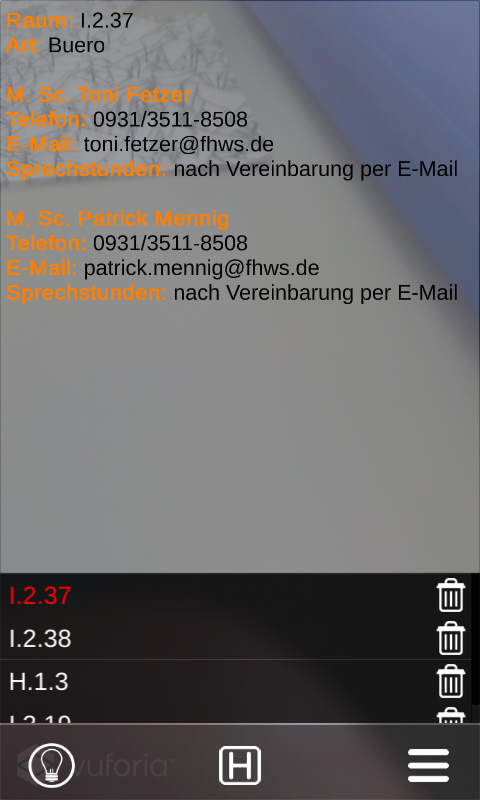 Raum: I.2.37
Art: Buero
M. Sc. Toni Fetzer
Telefon: 0931/3511-8508
E-Mail: toni.fetzer@fhws.de
Sprechstunden: nach Vereinbarung per E-Mail
M. Sc. Patrick Mennig
Telefon: 0931/3511-8508
E-Mail: patrick.mennig@fhws.de
Sprechstunden: nach Vereinbarung per E-Mail
I.2.37
I.2.38
H.1.3
vuforia
H